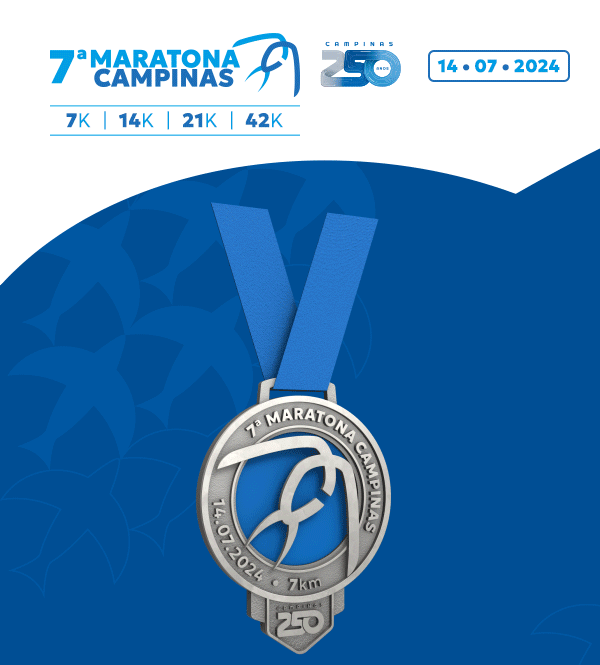 7ª MARATONA
CAMPINAS
CAMPINAS
250
ANOS
14 • 07 • 2024
7K | 14K | 21K | 42K
7ª MARATONA CAMPINAS
14.07.2024 • 7km
CAMPINAS
250